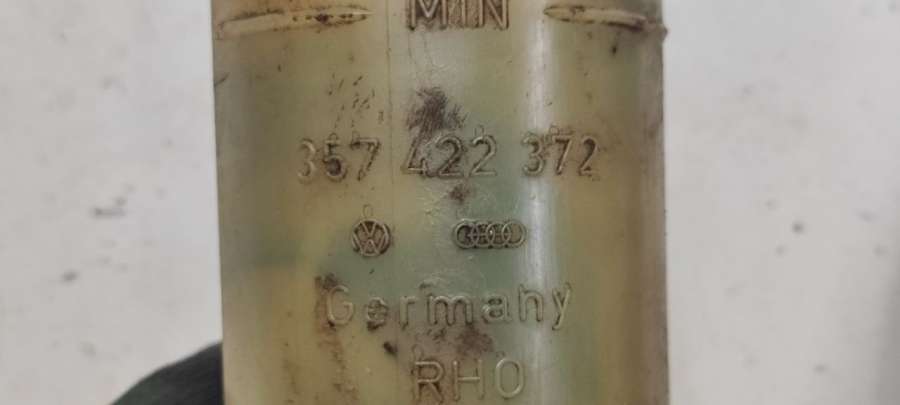 MIN
357 422 372
Germany
RHO